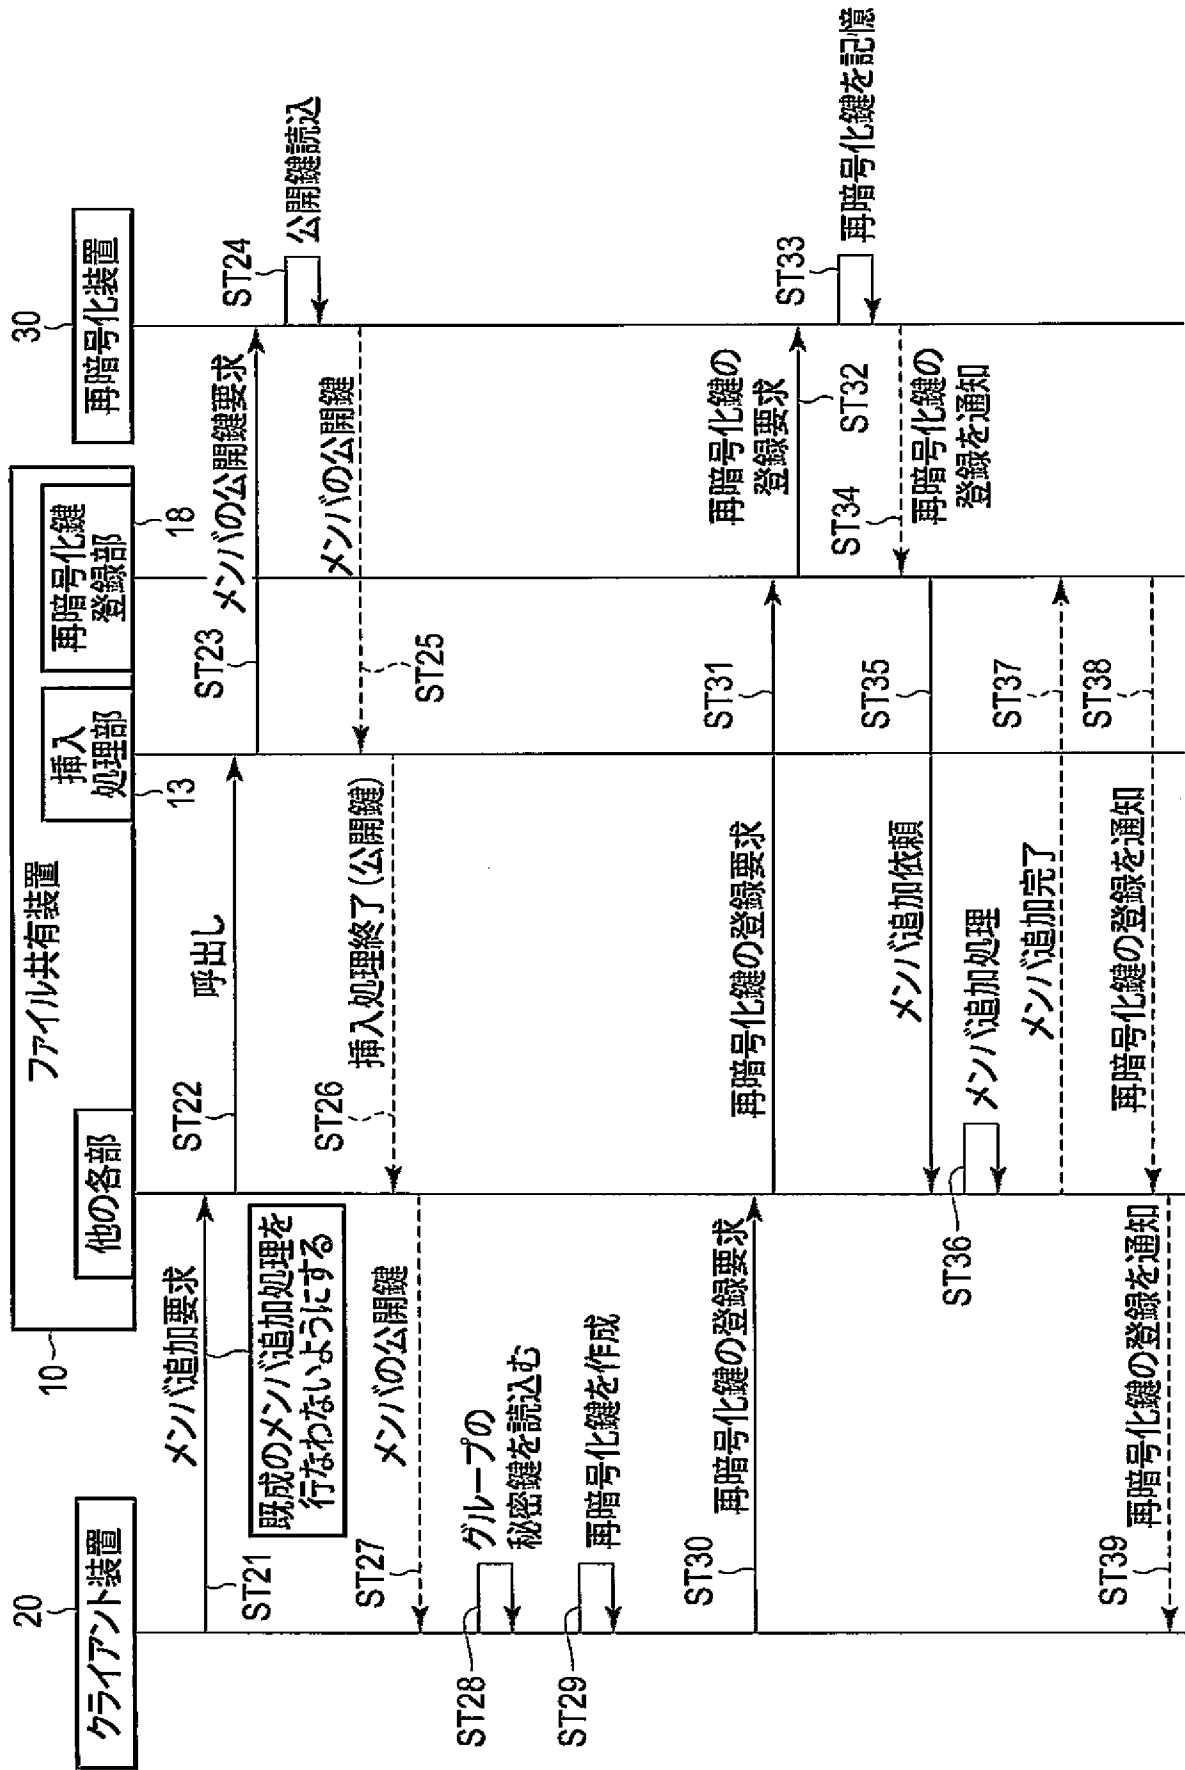 20
クライアント装置
10
ファイル共有装置
他の各部
挿入
処理部
13
再暗号化鍵
登録部
18
30
再暗号化装置
メンバ追加要求
ST21
既成のメンバ追加処理を
行なわないようにする
ST22
呼出し
ST23
メンバの公開鍵要求
ST24
公開鍵読込
メンバの公開鍵
ST25
ST26
挿入処理終了(公開鍵)
ST27
メンバの公開鍵
ST28
グループの
秘密鍵を読込む
ST29
再暗号化鍵を作成
ST30
再暗号化鍵の登録要求
再暗号化鍵の登録要求
ST31
再暗号化鍵の
登録要求
ST32
ST33
再暗号化鍵を記憶
ST34
再暗号化鍵の
登録を通知
メンバ追加依頼
ST35
ST36
メンバ追加処理
メンバ追加完了
ST37
再暗号化鍵の登録を通知
ST38
ST39
再暗号化鍵の登録を通知